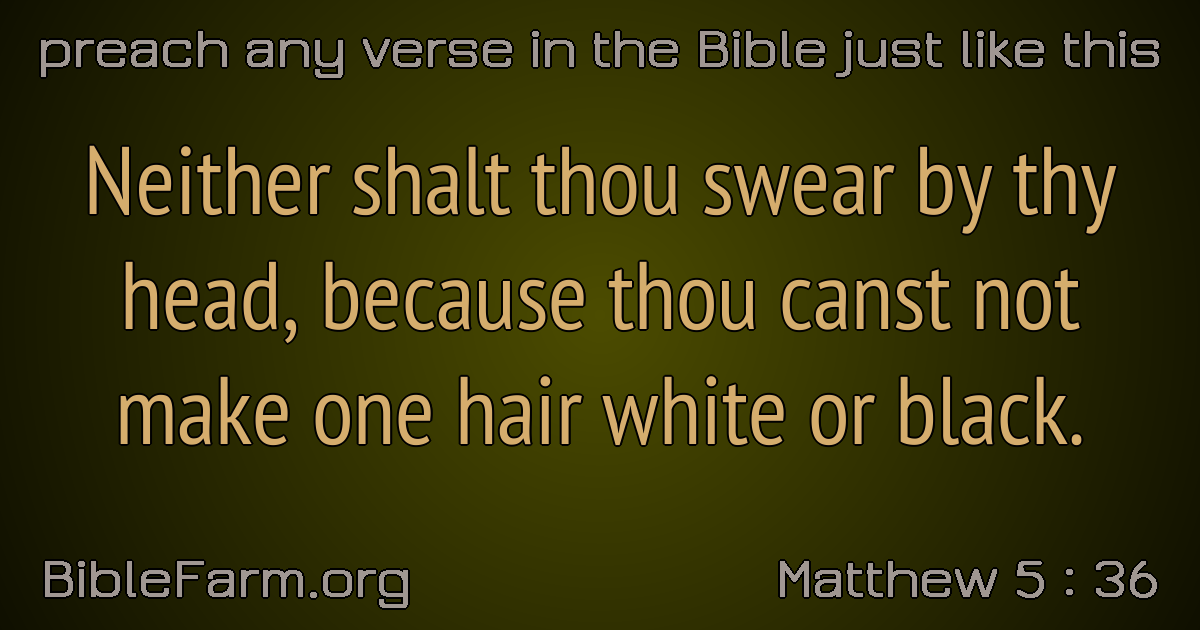 preach any verse in the Bible just like this
Neither shalt thou swear by thy
head, because thou canst not
make one hair white or black.
BibleFarm.org
Matthew 5 : 36